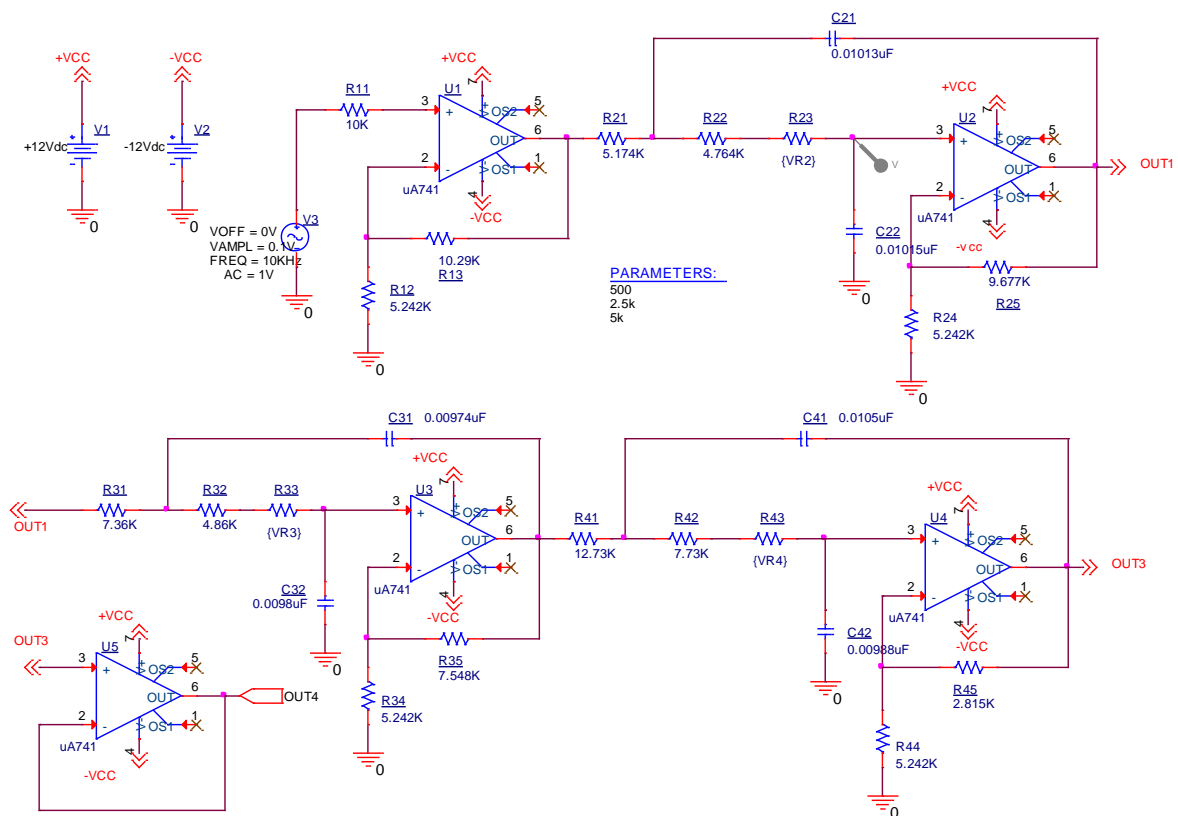 C21
0.01013uF
+VCC
-VCC
V1
+12Vdc
0
V2
-12Vdc
0
R11
10K
+VCC
U1
7
3
+
V+
OS2
5
OUT
6
2
-
V-
OS1
1
uA741
4
-VCC
V3
VOFF = 0V
VAMPL = 0.1V
FREQ = 10KHz
AC = 1V
0
10.29K
R13
R12
5.242K
0
R21
5.174K
R22
4.764K
R23
{VR2}
V
C22
0.01015uF
0
PARAMETERS:
500
2.5k
5k
+VCC
U2
7
3
+
V+
OS2
5
OUT
6
2
-
V-
OS1
1
uA741
4
-vcc
OUT1
9.677K
R25
R24
5.242K
0
C31 0.00974uF
OUT1
R31
7.36K
R32
4.86K
R33
{VR3}
C32
0.0098uF
0
+VCC
U3
7
3
+
V+
OS2
5
OUT
6
2
-
V-
OS1
1
uA741
4
-VCC
R35
7.548K
R34
5.242K
0
C41 0.0105uF
R41
12.73K
R42
7.73K
R43
{VR4}
C42
0.00988uF
0
+VCC
U4
7
3
+
V+
OS2
5
OUT
6
2
-
V-
OS1
1
uA741
4
-VCC
OUT3
R45
2.815K
R44
5.242K
0
OUT3
+VCC
U5
7
3
+
V+
OS2
5
OUT
6
2
-
V-
OS1
1
uA741
4
-VCC
OUT4